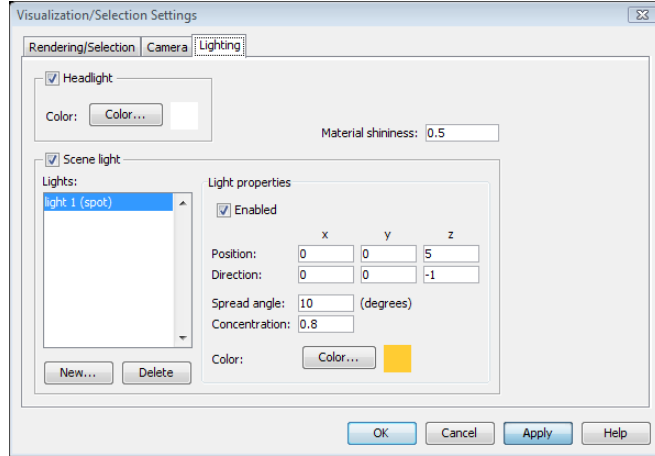 Visualization/Selection Settings
Rendering/Selection Camera Lighting
Headlight
Color: Color...
Material shininess: 0.5
Scene light
Lights:
light 1 (spot)
New... Delete
Light properties
Enabled
x y z
Position: 0 0 5
Direction: 0 0 -1
Spread angle: 10 (degrees)
Concentration: 0.8
Color: Color...
OK Cancel Apply Help